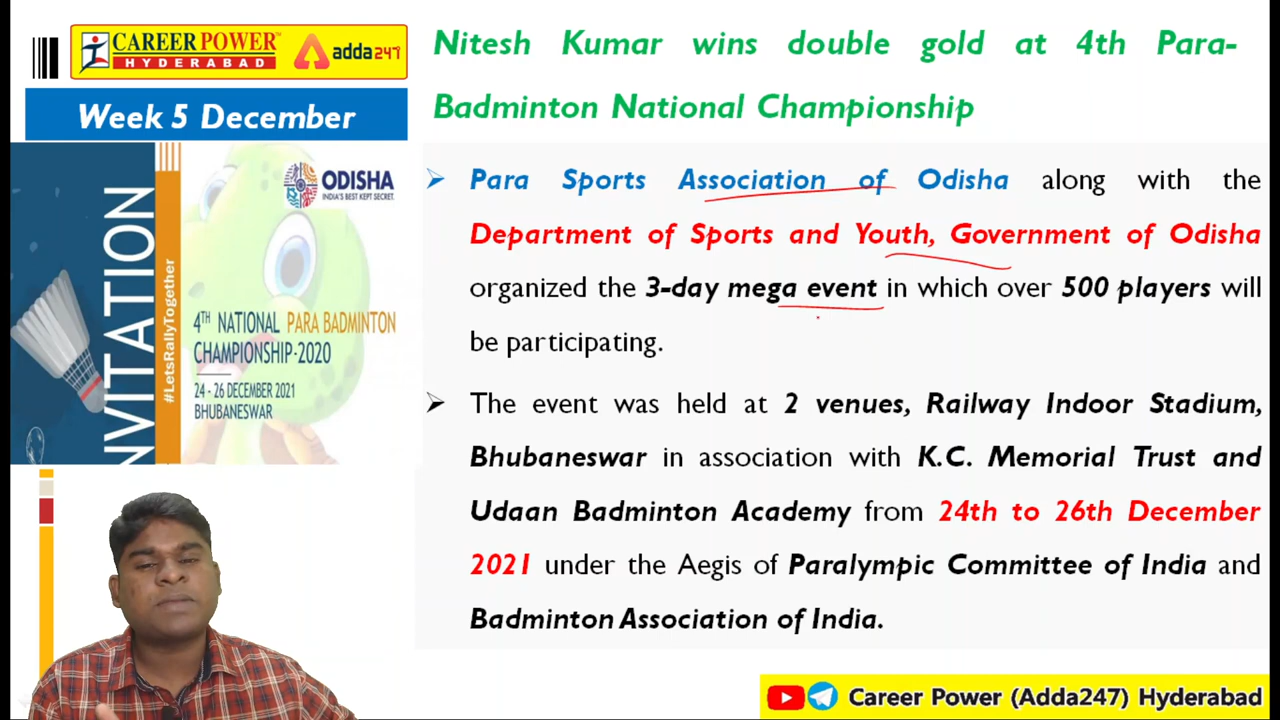 CAREER POWER
HYDERABAD
adda247
Week 5 December
Nitesh Kumar wins double gold at 4th Para-
Badminton National Championship
INVITATION
#LetsRallyTogether
ODISHA
INDIA'S BEST KEPT SECRET
4TH NATIONAL PARA BADMINTON
CHAMPIONSHIP-2020
24 - 26 DECEMBER 2021
BHUBANESWAR
Para Sports Association of Odisha along with the
Department of Sports and Youth, Government of Odisha
organized the 3-day mega event in which over 500 players will
be participating.
The event was held at 2 venues, Railway Indoor Stadium,
Bhubaneswar in association with K.C. Memorial Trust and
Udaan Badminton Academy from 24th to 26th December
2021 under the Aegis of Paralympic Committee of India and
Badminton Association of India.
Career Power (Adda247) Hyderabad